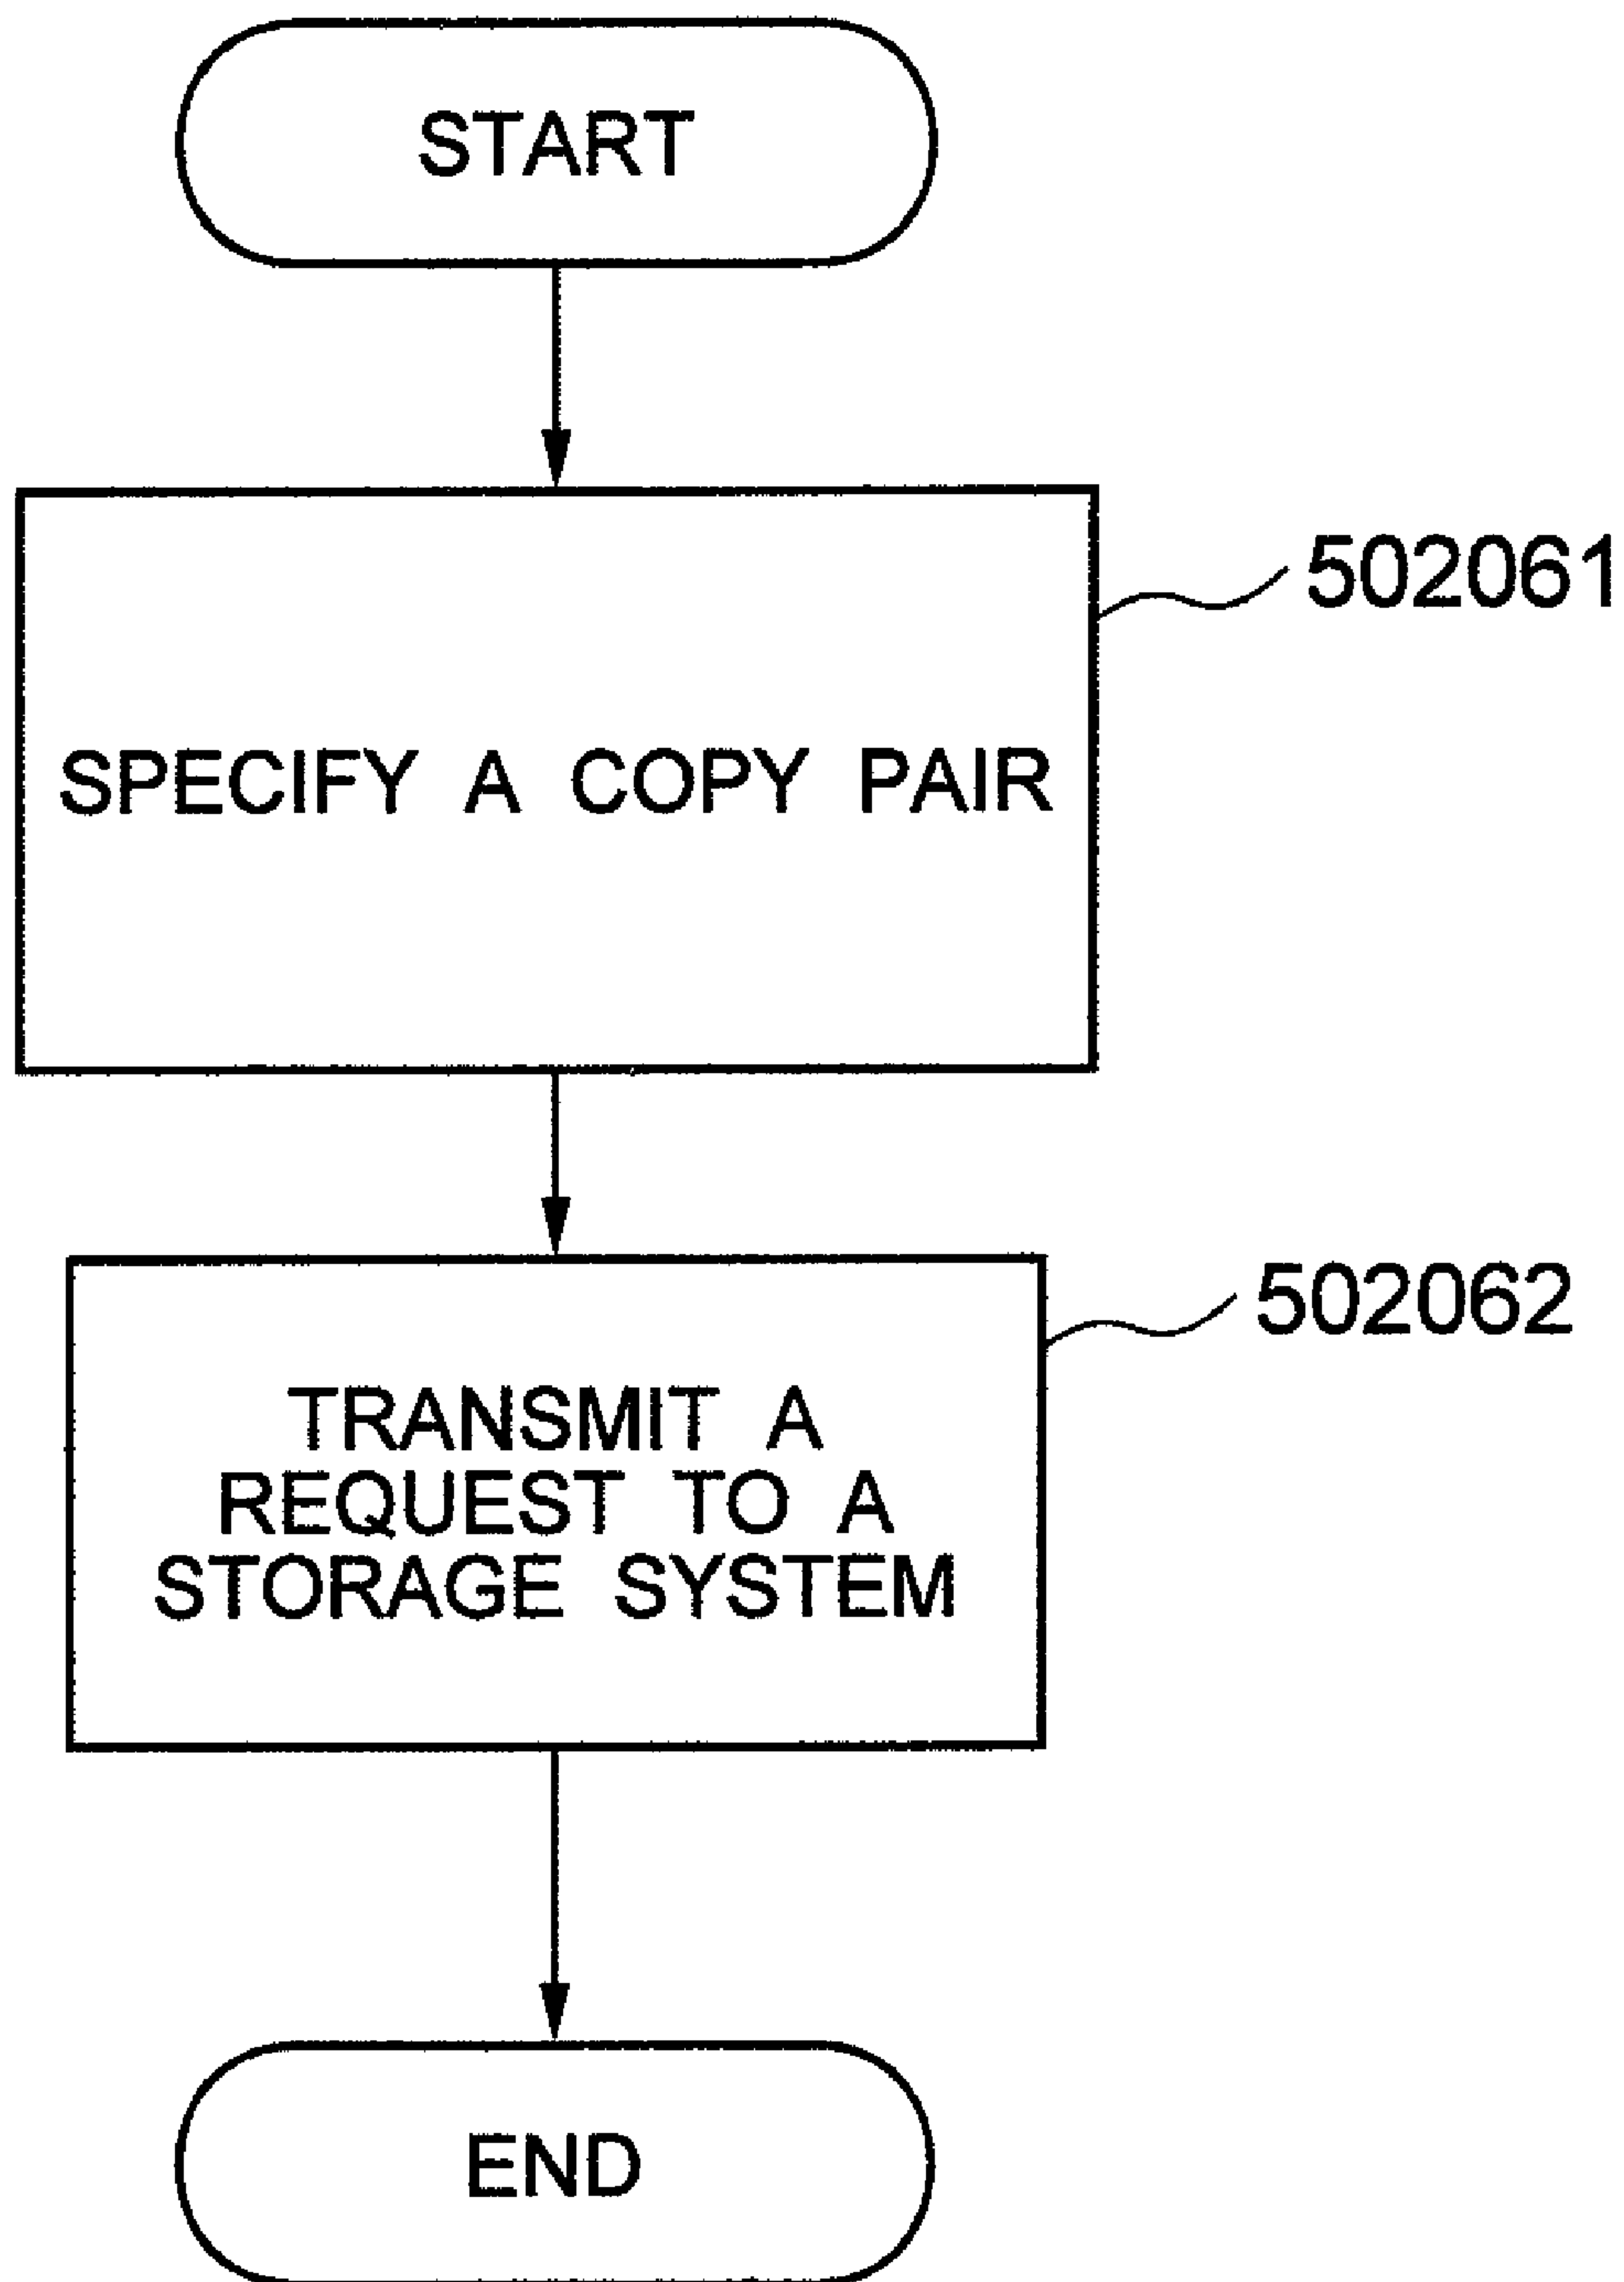 START
502061
SPECIFY A COPY PAIR
502062
TRANSMIT A
REQUEST TO A
STORAGE SYSTEM
END